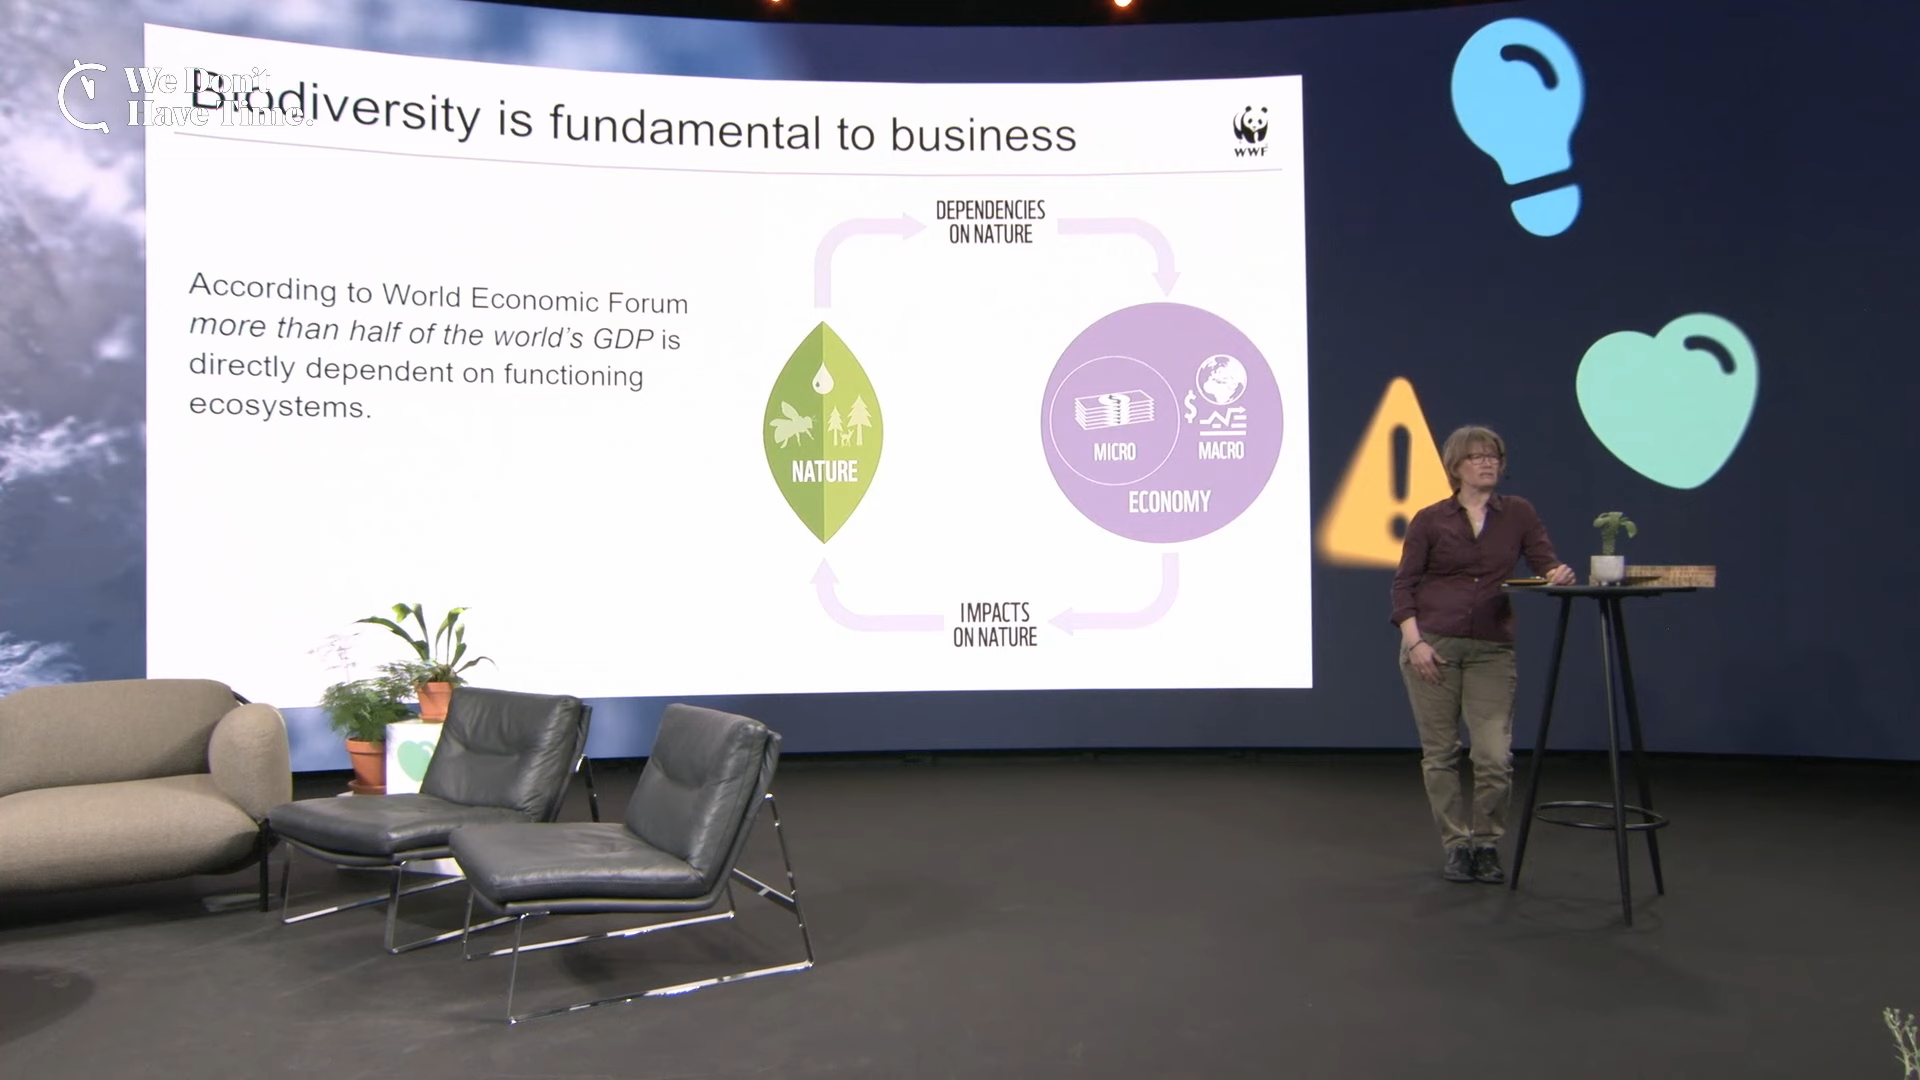 We Don't
Have Time.
Biodiversity is fundamental to business
WWF
According to World Economic Forum
more than half of the world's GDP is
directly dependent on functioning
ecosystems.
DEPENDENCIES
ON NATURE
NATURE
$
MICRO
MACRO
ECONOMY
IMPACTS
ON NATURE